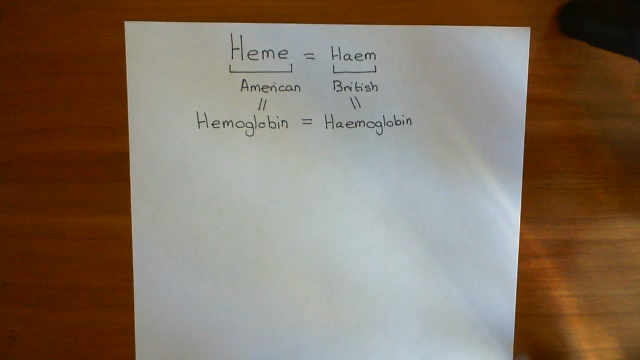 Heme = Haem
American British
Hemoglobin = Haemoglobin